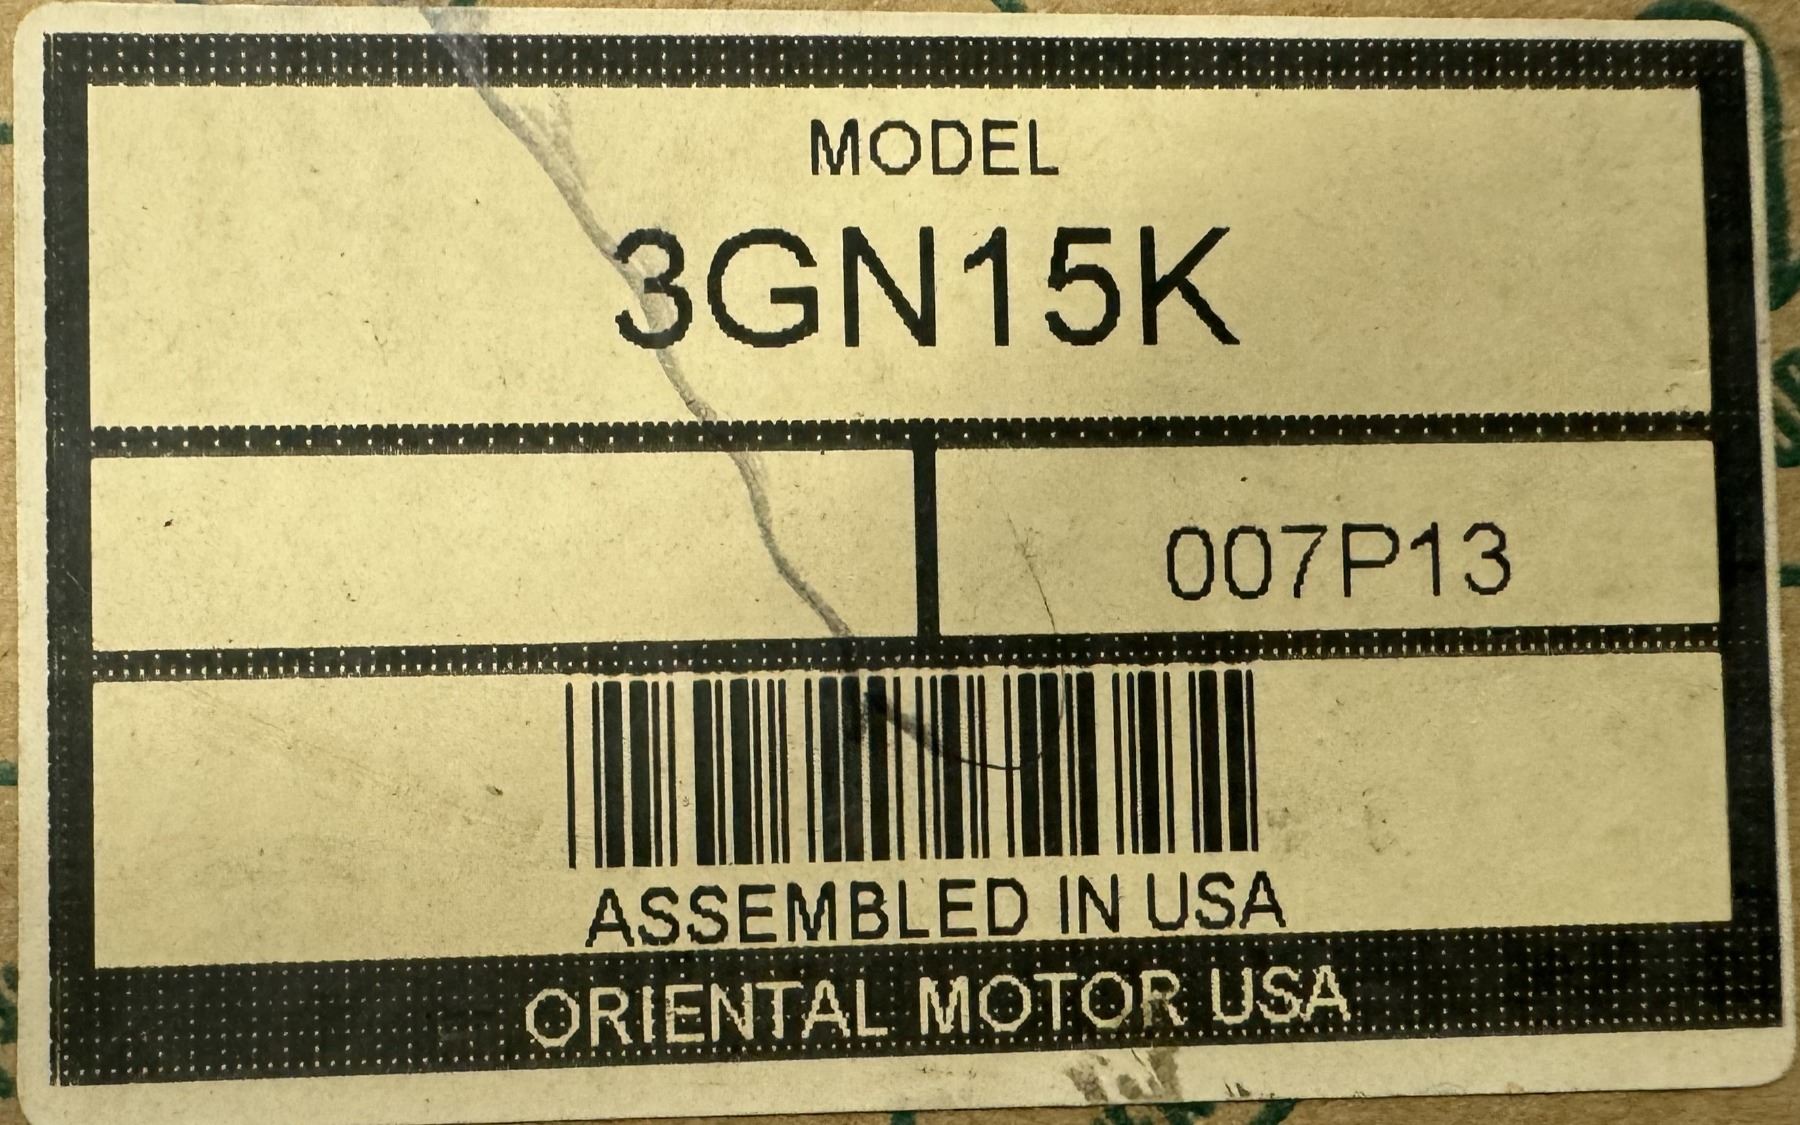 MODEL
3GN15K
007P13
ASSEMBLED IN USA
ORIENTAL MOTOR USA